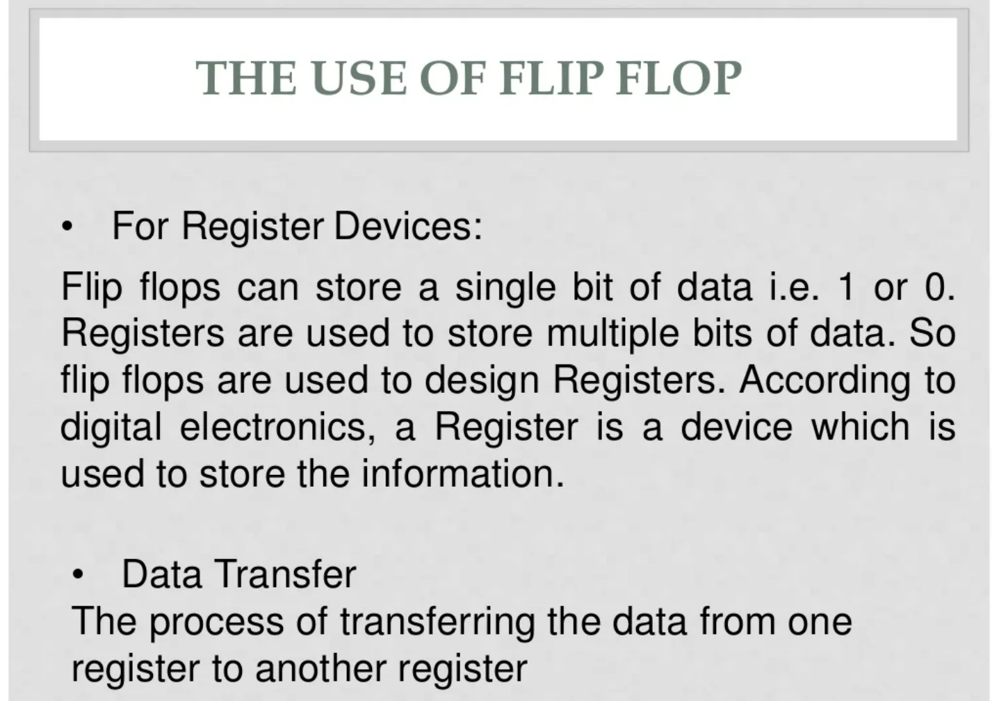 THE USE OF FLIP FLOP
• For Register Devices:
Flip flops can store a single bit of data i.e. 1 or 0.
Registers are used to store multiple bits of data. So
flip flops are used to design Registers. According to
digital electronics, a Register is a device which is
used to store the information.
• Data Transfer
The process of transferring the data from one
register to another register